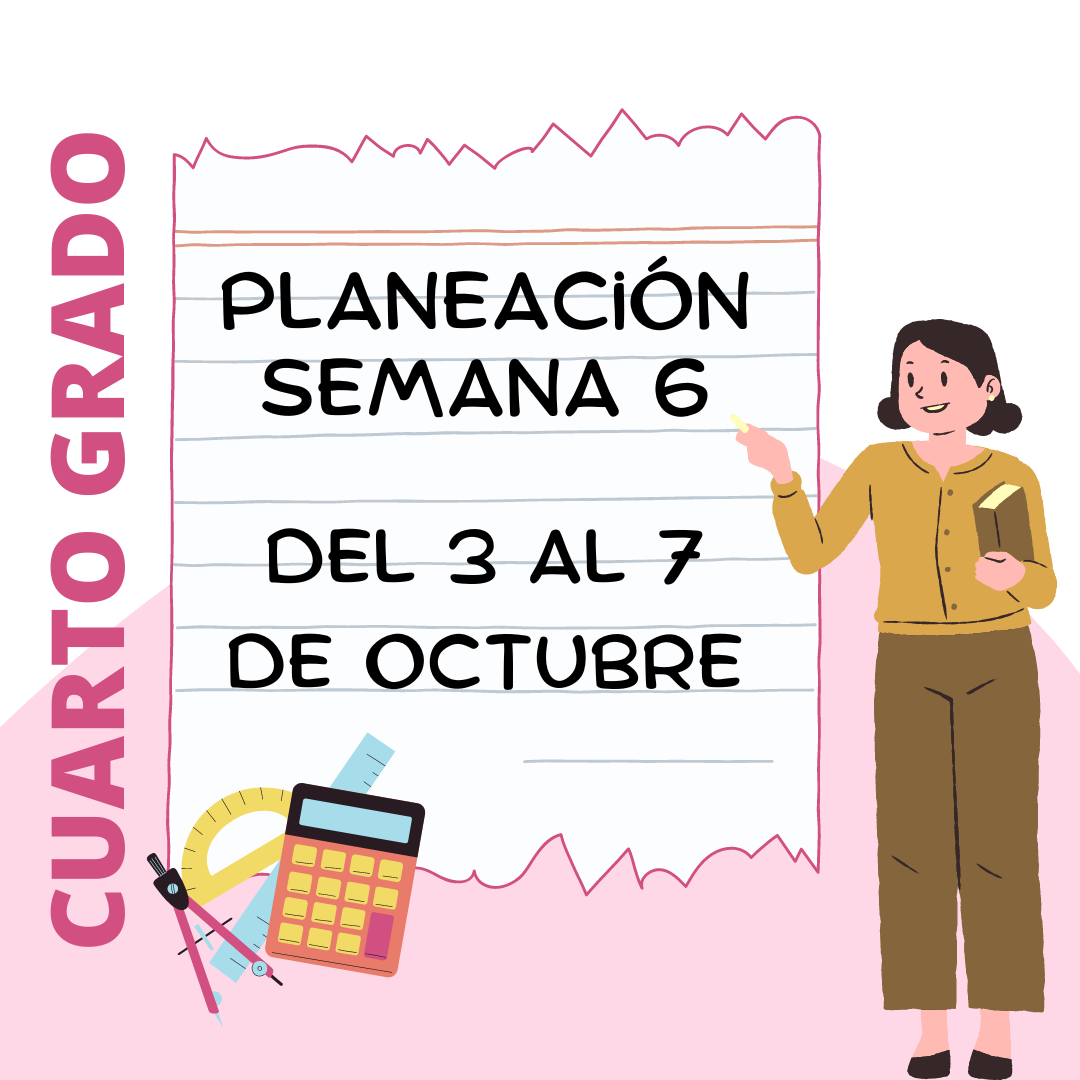 CUARTO GRADO
PLANEACIÓN
SEMANA 6
DEL 3 AL 7
DE OCTUBRE